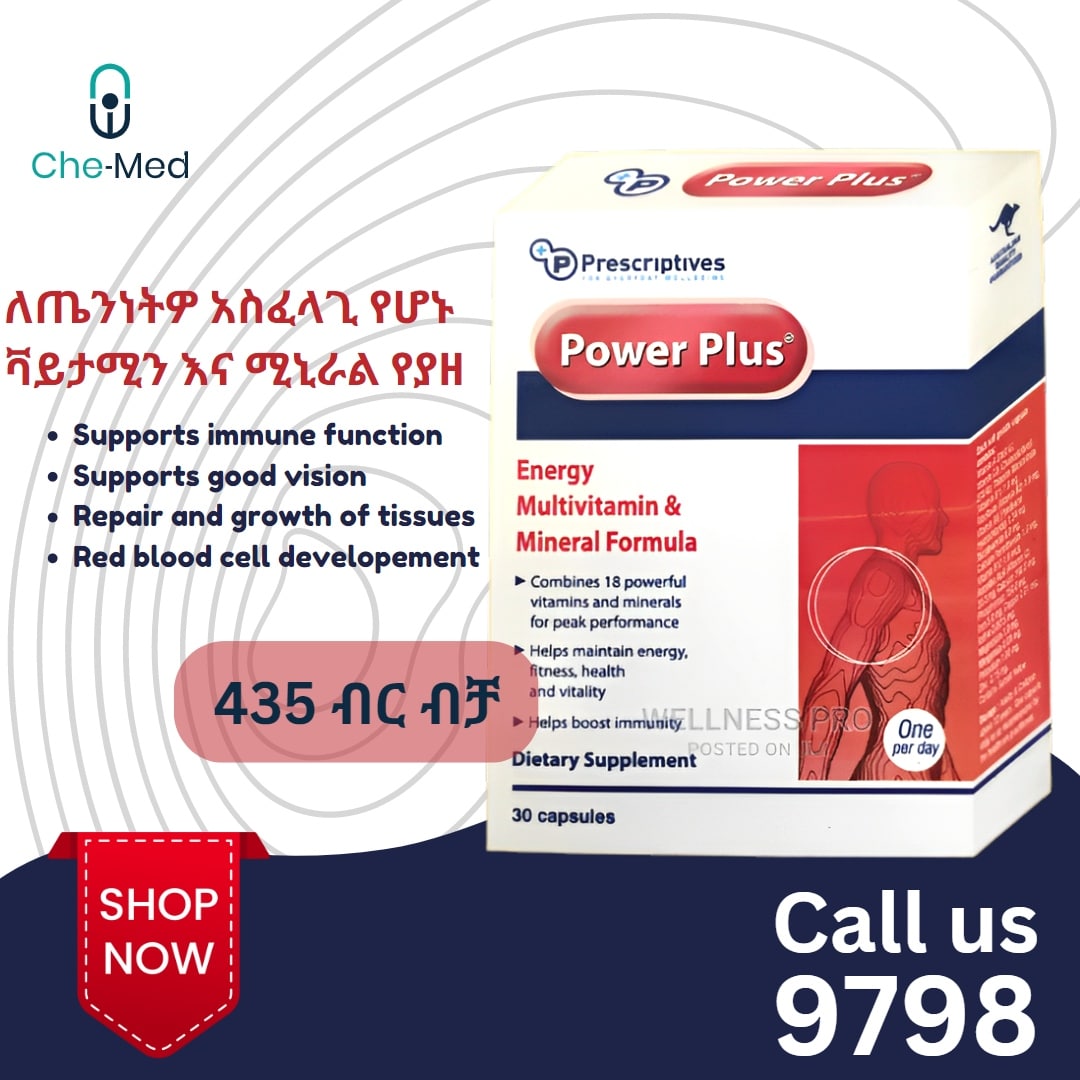 Che-Med
ለጤንነትዎ አስፈላጊ የሆኑ
ቫይታሚን እና ሚኒራል የያዘ
• Supports immune function
• Supports good vision
• Repair and growth of tissues
• Red blood cell developement
435 ብር ብቻ
SHOP
NOW
Power Plus
Prescriptives
FOR EVERYDAY WELLBEING
Power Plus
Energy
Multivitamin &
Mineral Formula
Combines 18 powerful
vitamins and minerals
for peak performance
Helps maintain energy,
fitness, health
and vitality
Helps boost immunity
Dietary Supplement
30 capsules
One
per day
WELLNESS PRO
POSTED ON
Call us
9798